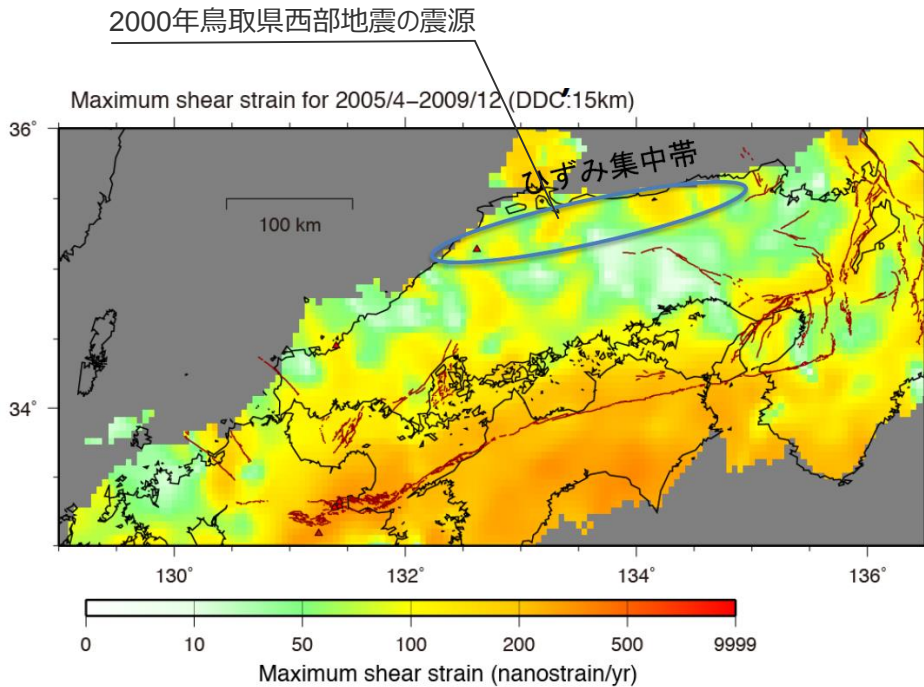 2000年鳥取県西部地震の震源
Maximum shear strain for 2005/4−2009/12 (DDC:15km)
36°
ひずみ集中帯
100 km
34°
130° 132° 134° 136°
0 10 50 100 200 500 9999
Maximum shear strain (nanostrain/yr)